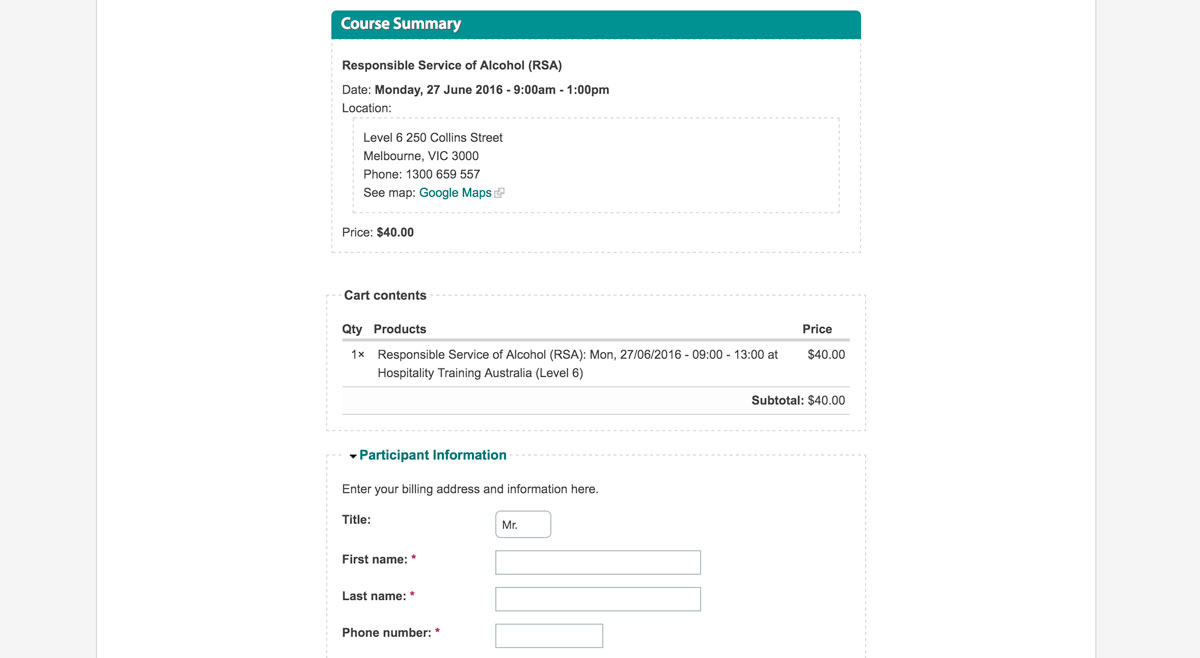 Course Summary
Responsible Service of Alcohol (RSA)
Date: Monday, 27 June 2016 - 9:00am - 1:00pm
Location:
Level 6 250 Collins Street
Melbourne, VIC 3000
Phone: 1300 659 557
See map: Google Maps
Price: $40.00
Cart contents
Qty Products Price
1× Responsible Service of Alcohol (RSA): Mon, 27/06/2016 - 09:00 - 13:00 at $40.00
Hospitality Training Australia (Level 6)
Subtotal: $40.00
Participant Information
Enter your billing address and information here.
Title: Mr.
First name: *
Last name: *
Phone number: *